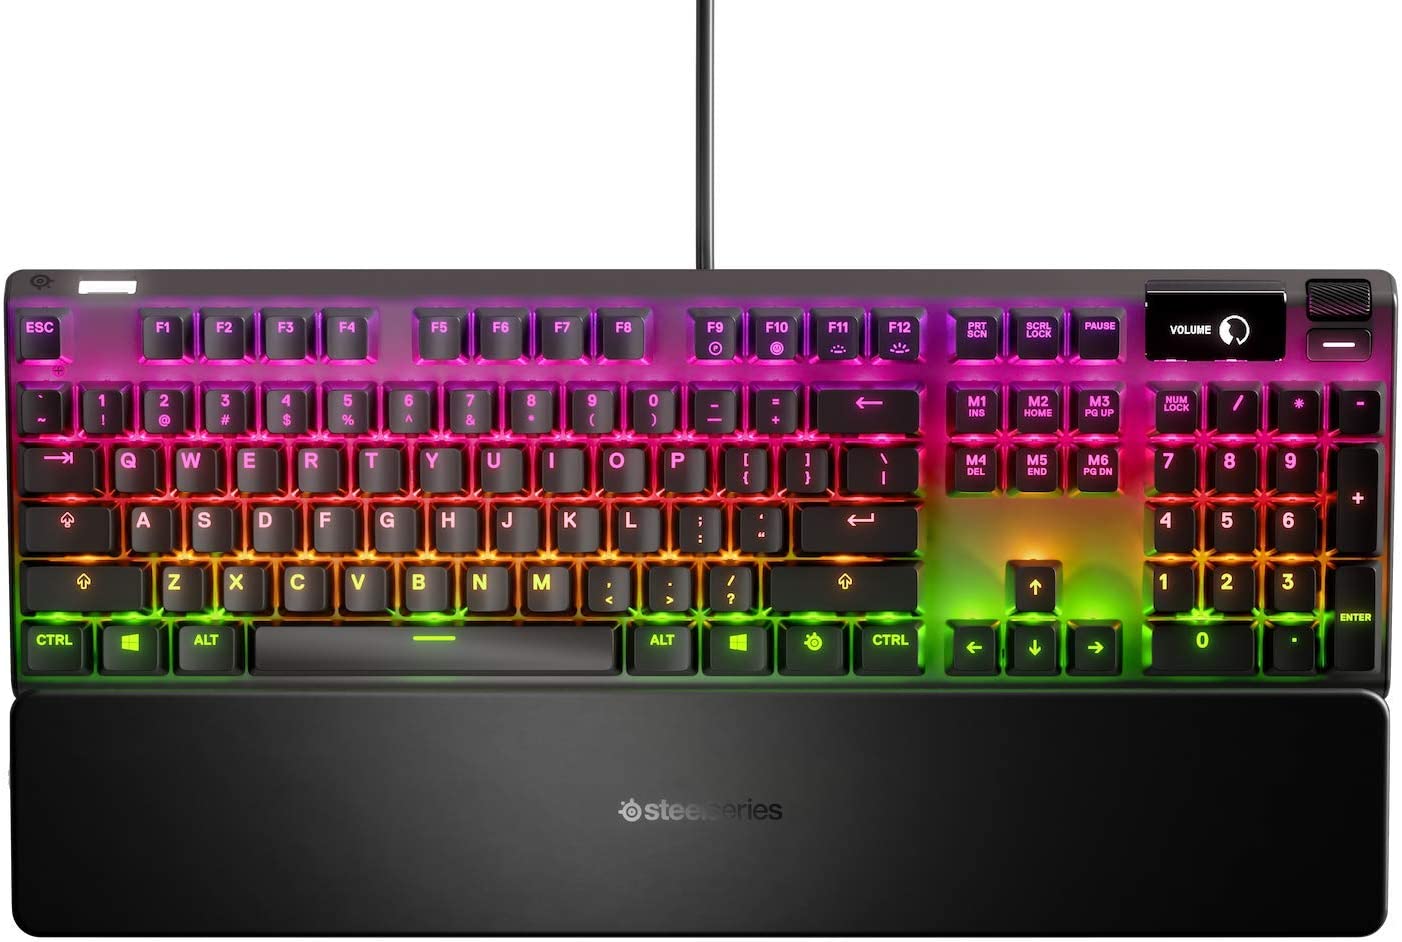 VOLUME
ESC F1 F2 F3 F4 F5 F6 F7 F8 F9 F10 F11 F12 PRT SCN SCRL LOCK PAUSE
P
` ~ 1 ! 2 @ 3 # 4 $ 5 % 6 ^ 7 & 8 * 9 ( 0 ) - _ = + ← M1 INS M2 HOME M3 PG UP NUM LOCK / * -
Q W E R T Y U I O P [ { ] } \ | M4 DEL M5 END M6 PG DN 7 8 9 +
A S D F G H J K L ; : ‘ “ 4 5 6
Z X C V B N M , < . > / ? ↑ 1 2 3 ENTER
CTRL ALT ALT CTRL ← ↓ → 0 .
steelseries